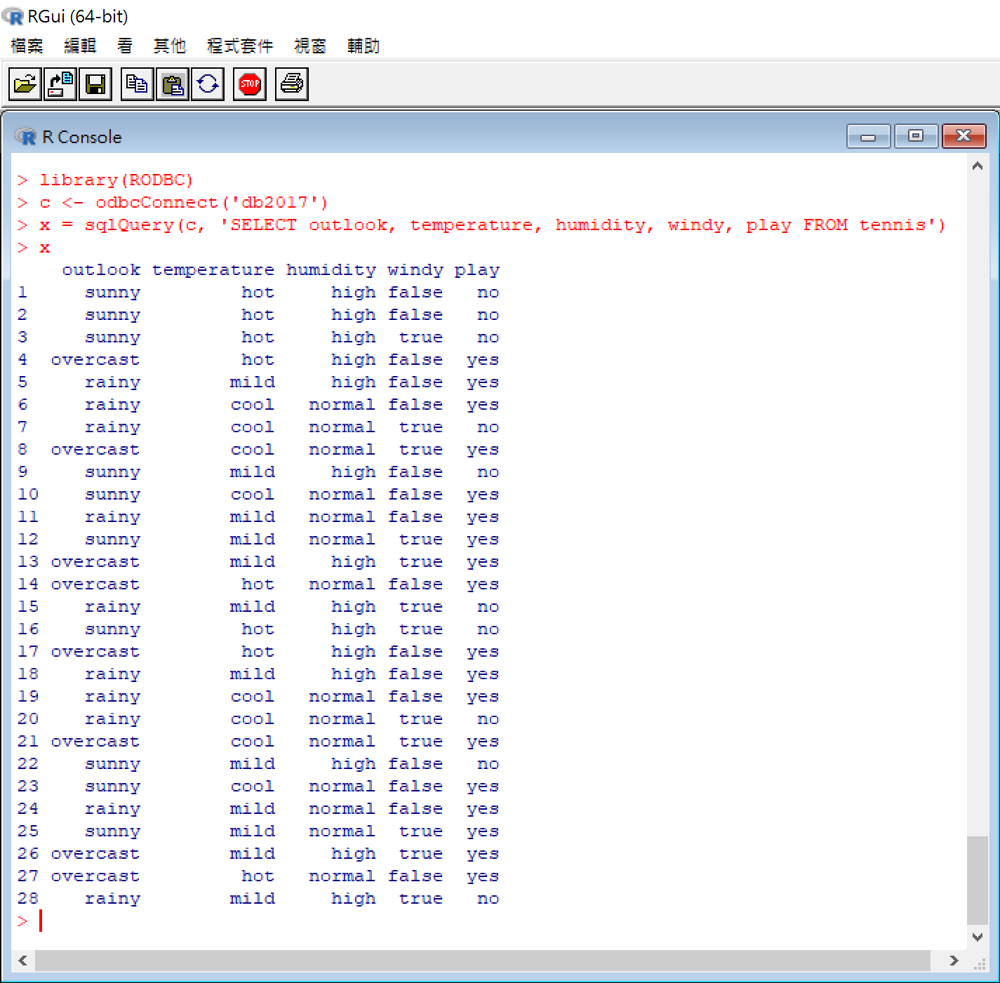 RGui (64-bit)
檔案 編輯 看 其他 程式套件 視窗 輔助
STOP
R Console
> library(RODBC)
> c <- odbcConnect('db2017')
> x = sqlQuery(c, 'SELECT outlook, temperature, humidity, windy, play FROM tennis')
> x
    outlook temperature humidity windy play
1     sunny         hot     high false   no
2     sunny         hot     high false   no
3     sunny         hot     high  true   no
4  overcast         hot     high false  yes
5     rainy        mild     high false  yes
6     rainy        cool   normal false  yes
7     rainy        cool   normal  true   no
8  overcast        cool   normal  true  yes
9     sunny        mild     high false   no
10    sunny        cool   normal false  yes
11    rainy        mild   normal false  yes
12    sunny        mild   normal  true  yes
13 overcast        mild     high  true  yes
14 overcast         hot   normal false  yes
15    rainy        mild     high  true   no
16    sunny         hot     high  true   no
17 overcast         hot     high false  yes
18    rainy        mild     high false  yes
19    rainy        cool   normal false  yes
20    rainy        cool   normal  true   no
21 overcast        cool   normal  true  yes
22    sunny        mild     high false   no
23    sunny        cool   normal false  yes
24    rainy        mild   normal false  yes
25    sunny        mild   normal  true  yes
26 overcast        mild     high  true  yes
27 overcast         hot   normal false  yes
28    rainy        mild     high  true   no
>